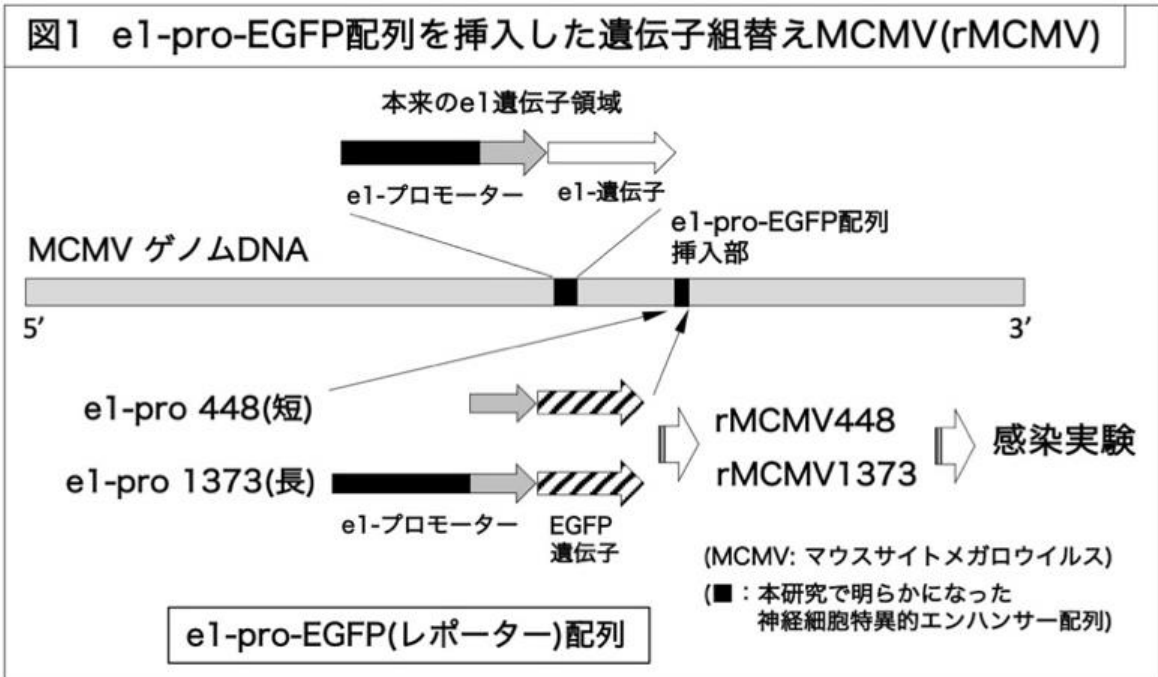 図1 e1-pro-EGFP配列を挿入した遺伝子組替えMCMV(rMCMV)
本来のe1遺伝子領域
e1-プロモーター
e1-遺伝子
e1-pro-EGFP配列
挿入部
MCMV ゲノムDNA
5’
3’
e1-pro 448(短)
e1-pro 1373(長)
e1-プロモーター
EGFP
遺伝子
rMCMV448
rMCMV1373
感染実験
(MCMV: マウスサイトメガロウイルス)
(■：本研究で明らかになった
神経細胞特異的エンハンサー配列)
e1-pro-EGFP(レポーター)配列